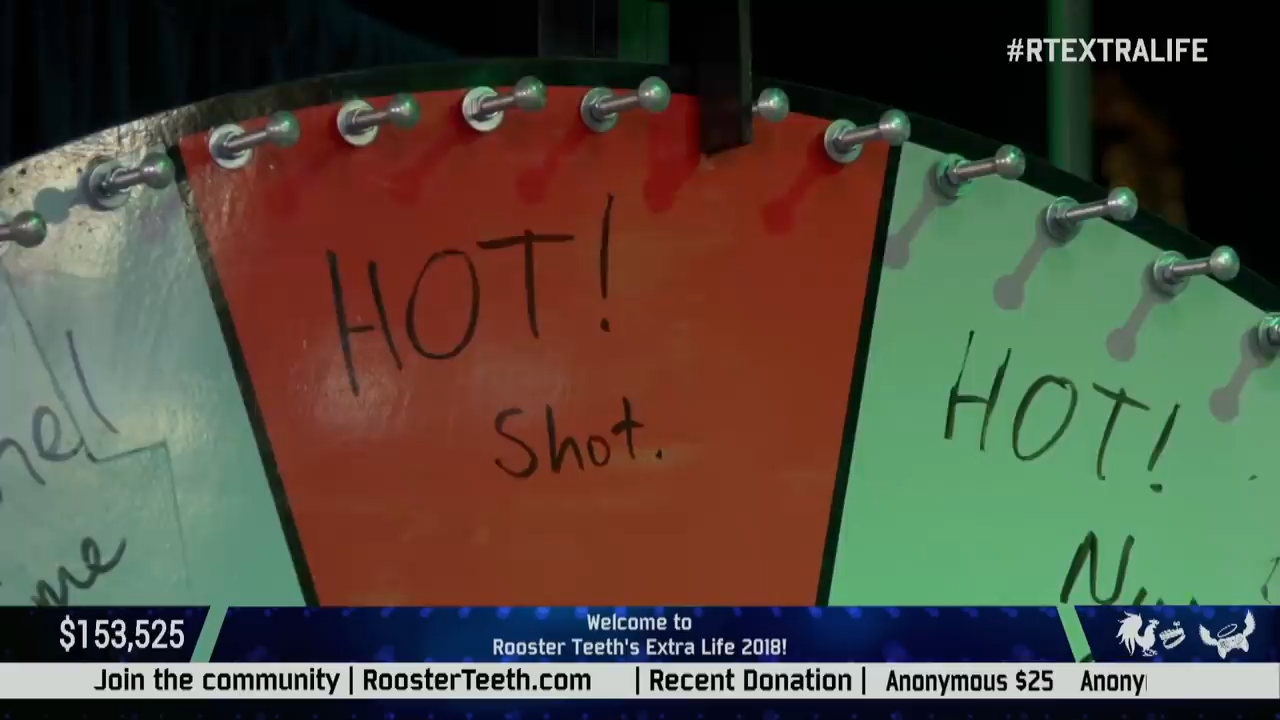 #RTEXTRALIFE
HOT!
Shot.
HOT!
$153,525
Welcome to
Rooster Teeth's Extra Life 2018!
Join the community | RoosterTeeth.com | Recent Donation | Anonymous $25